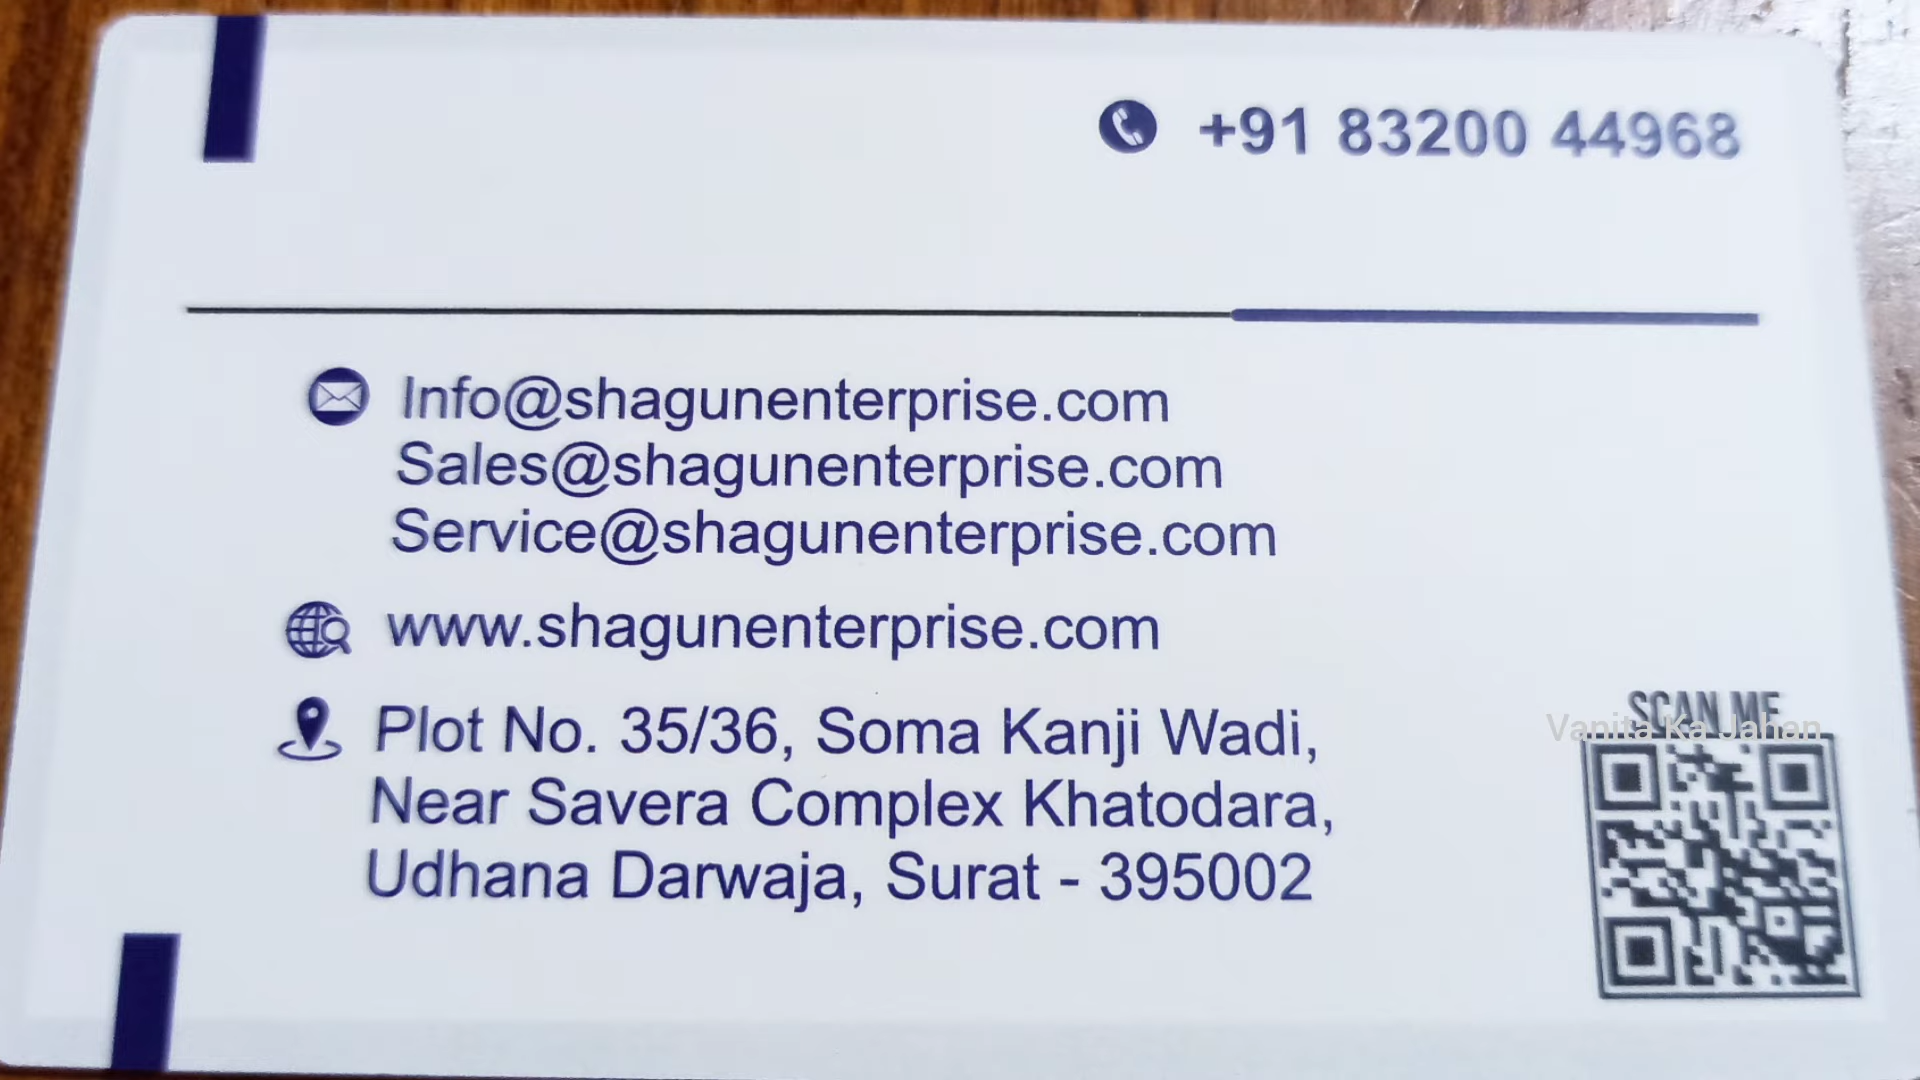 +91 83200 44968
Info@shagunenterprise.com
Sales@shagunenterprise.com
Service@shagunenterprise.com
www.shagunenterprise.com
Plot No. 35/36, Soma Kanji Wadi,
Near Savera Complex Khatodara,
Udhana Darwaja, Surat - 395002
SCAN ME
Vanita Ka Jahan